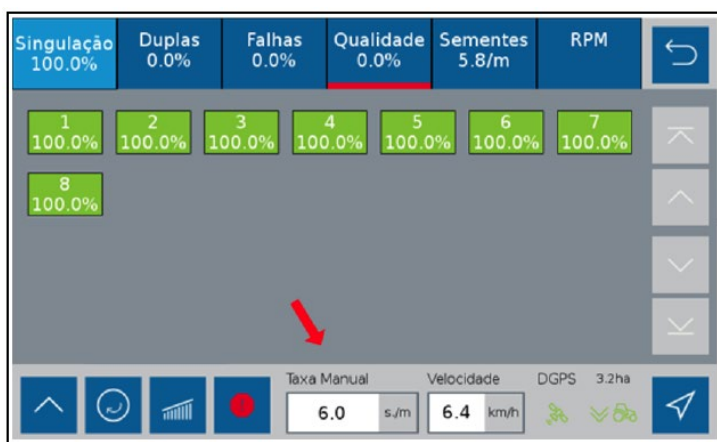 Singulação
100.0%
Duplas
0.0%
Falhas
0.0%
Qualidade
0.0%
Sementes
5.8/m
RPM
1
100.0%
2
100.0%
3
100.0%
4
100.0%
5
100.0%
6
100.0%
7
100.0%
8
100.0%
Taxa Manual
6.0 s./m
Velocidade
6.4 km/h
DGPS 3.2ha